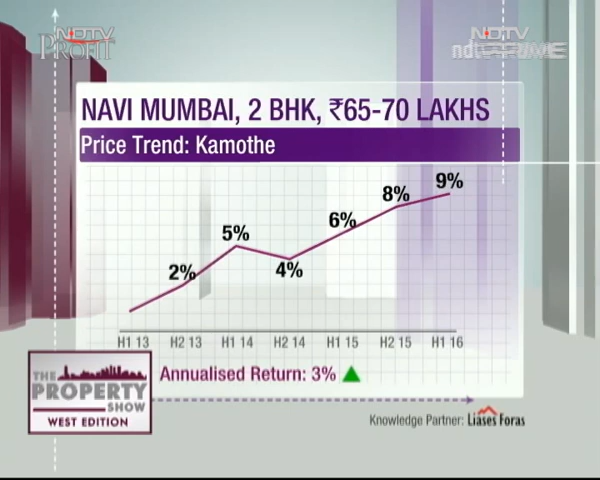 NDTV
PROFIT
NDTV
ndtv PRIME
NAVI MUMBAI, 2 BHK, ₹65-70 LAKHS
Price Trend: Kamothe
2%
5%
4%
6%
8%
9%
H1 13 H2 13 H1 14 H2 14 H1 15 H2 15 H1 16
Annualised Return: 3%
THE
PROPERTY
SHOW
WEST EDITION
Knowledge Partner: Liases Foras